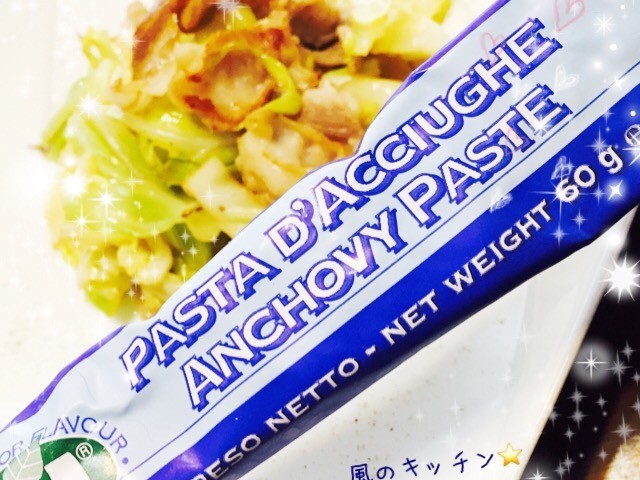 PASTA D'ACCIUGHE
ANCHOVY PASTE
PESO NETTO - NET WEIGHT 60 g
FLAVOUR
®
風のキッチン